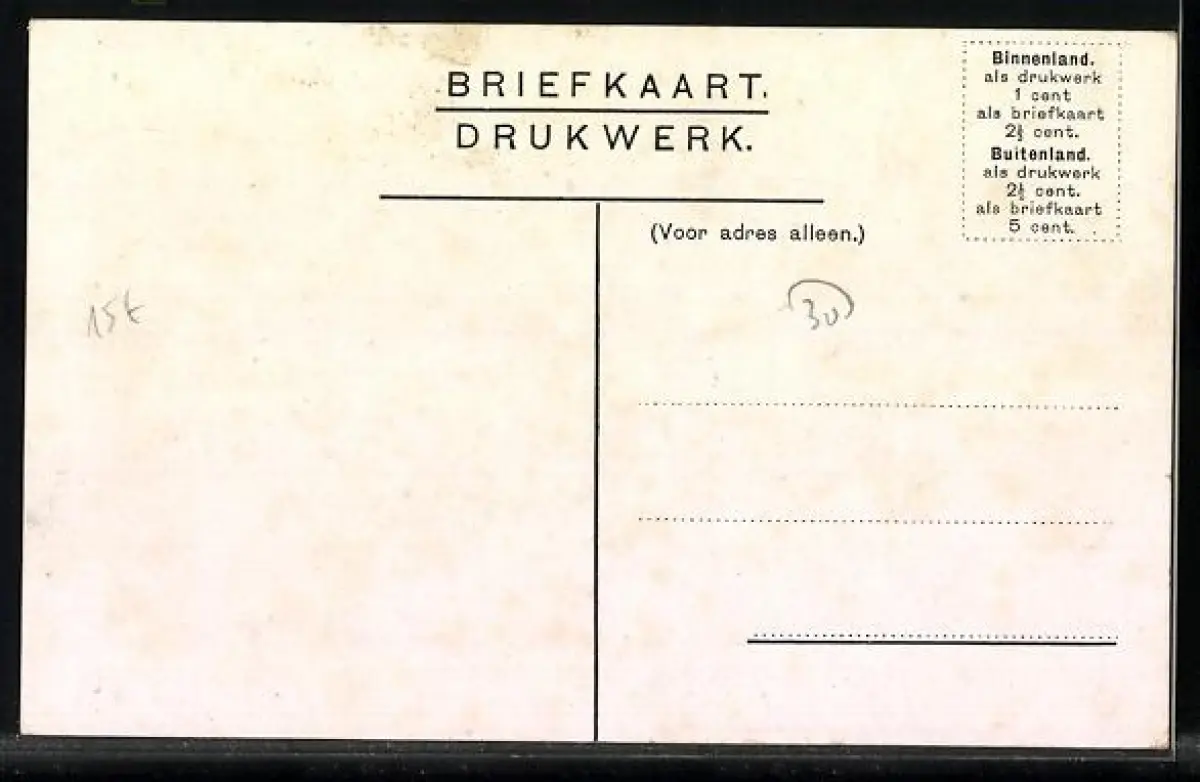 BRIEFKAART.
DRUKWERK.
Binnenland.
als drukwerk
1 cent
als briefkaart
2½ cent.
Buitenland.
als drukwerk
2½ cent.
als briefkaart
5 cent.
(Voor adres alleen.)
30